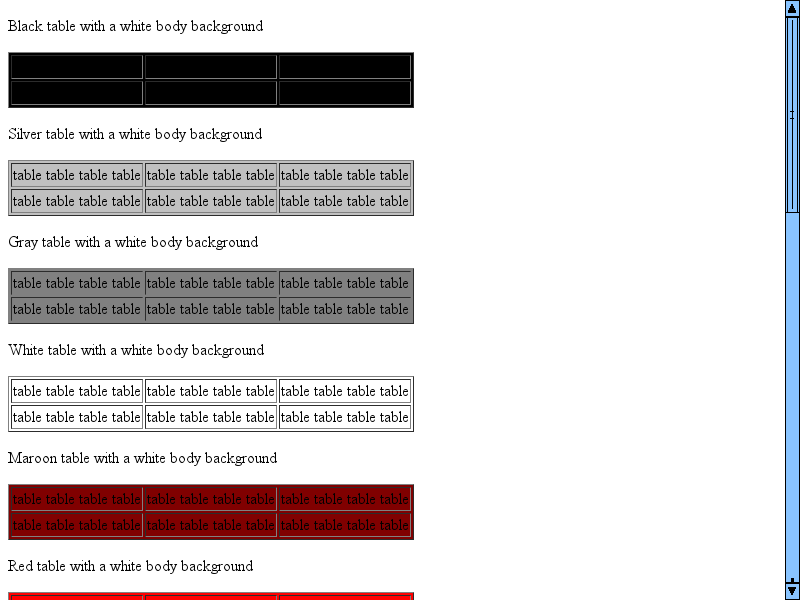 Black table with a white body background
Silver table with a white body background
table table table table table table table table table table table table
table table table table table table table table table table table table
Gray table with a white body background
table table table table table table table table table table table table
table table table table table table table table table table table table
White table with a white body background
table table table table table table table table table table table table
table table table table table table table table table table table table
Maroon table with a white body background
table table table table table table table table table table table table
table table table table table table table table table table table table
Red table with a white body background